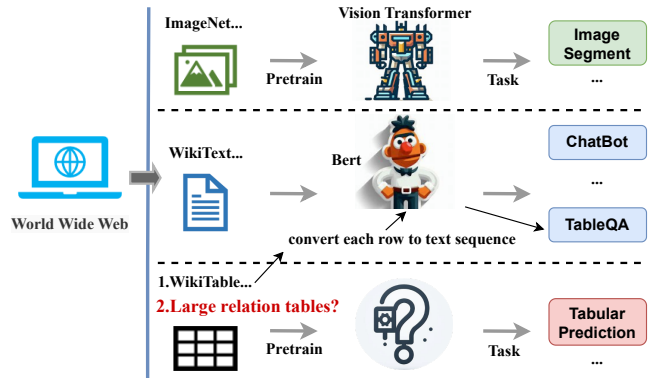 ImageNet...
Vision Transformer
Pretrain
Task
Image
Segment
...
World Wide Web
WikiText...
Bert
ChatBot
...
TableQA
convert each row to text sequence
1.WikiTable...
2.Large relation tables?
Pretrain
Task
Tabular
Prediction
...